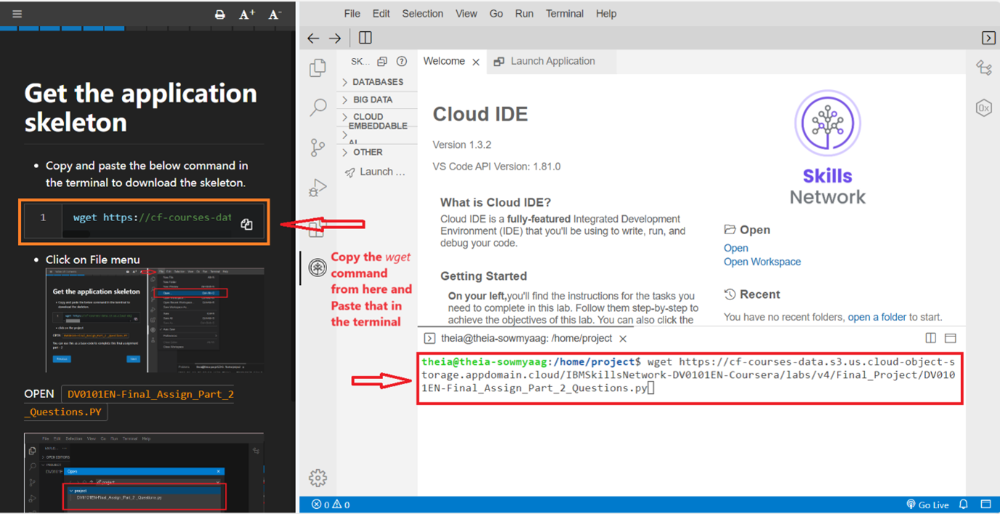 A+ A-
Get the application
skeleton
Copy and paste the below command in
the terminal to download the skeleton.
1 wget https://cf-courses-dat
Click on File menu
Get the application skeleton
OPEN DV0101EN-Final_Assign_Part_2
_Questions.PY
Open
project
project
DV0101EN-Final_Assign_Part_2_Questions.py
File Edit Selection View Go Run Terminal Help
SK...
DATABASES
BIG DATA
CLOUD
EMBEDDABLE
AI
OTHER
Launch ...
Copy the wget
command
from here and
Paste that in
the terminal
Welcome
Launch Application
Cloud IDE
Version 1.3.2
VS Code API Version: 1.81.0
What is Cloud IDE?
Cloud IDE is a fully-featured Integrated Development
Environment (IDE) that you'll be using to write, run, and
debug your code.
Getting Started
On your left,you'll find the instructions for the tasks you
need to complete in this lab. Follow them step-by-step to
achieve the objectives of this lab. You can also click the
Skills
Network
Open
Open
Open Workspace
Recent
You have no recent folders, open a folder to start.
theia@theia-sowmyaag: /home/project
theia@theia-sowmyaag:/home/project$ wget https://cf-courses-data.s3.us.cloud-object-s
torage.appdomain.cloud/IBMSkillsNetwork-DV0101EN-Coursera/labs/v4/Final_Project/DV010
1EN-Final_Assign_Part_2_Questions.py
0 0
Go Live